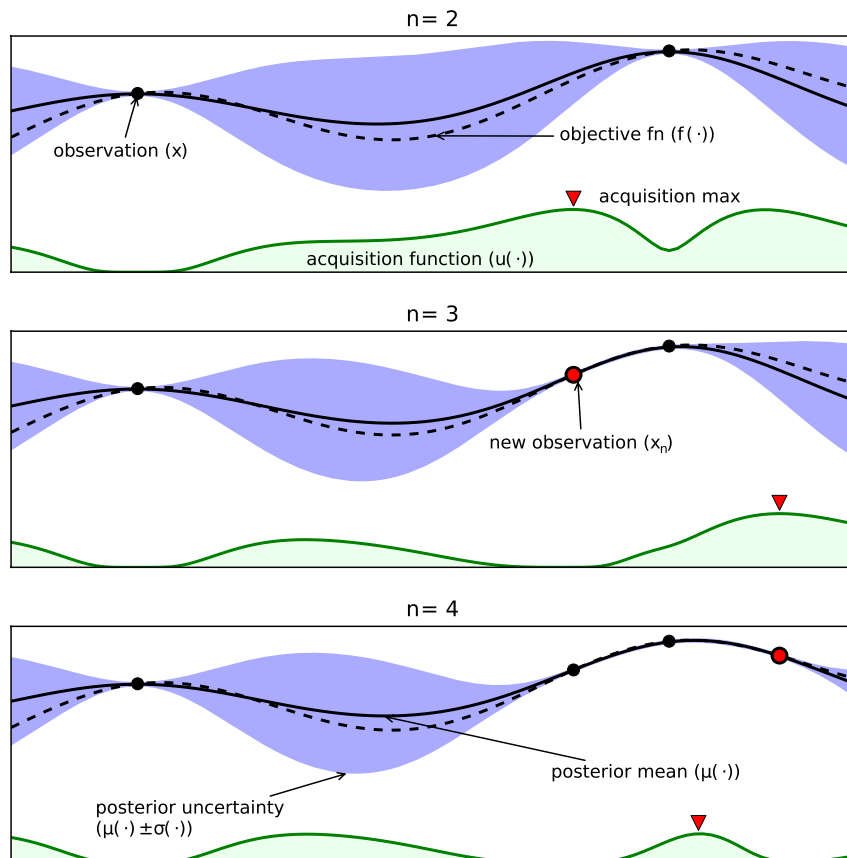 n= 2
observation (x)
objective fn (f(·))
acquisition max
acquisition function (u(·))
n= 3
new observation (xₙ)
n= 4
posterior mean (μ(·))
posterior uncertainty
(μ(·)±σ(·))